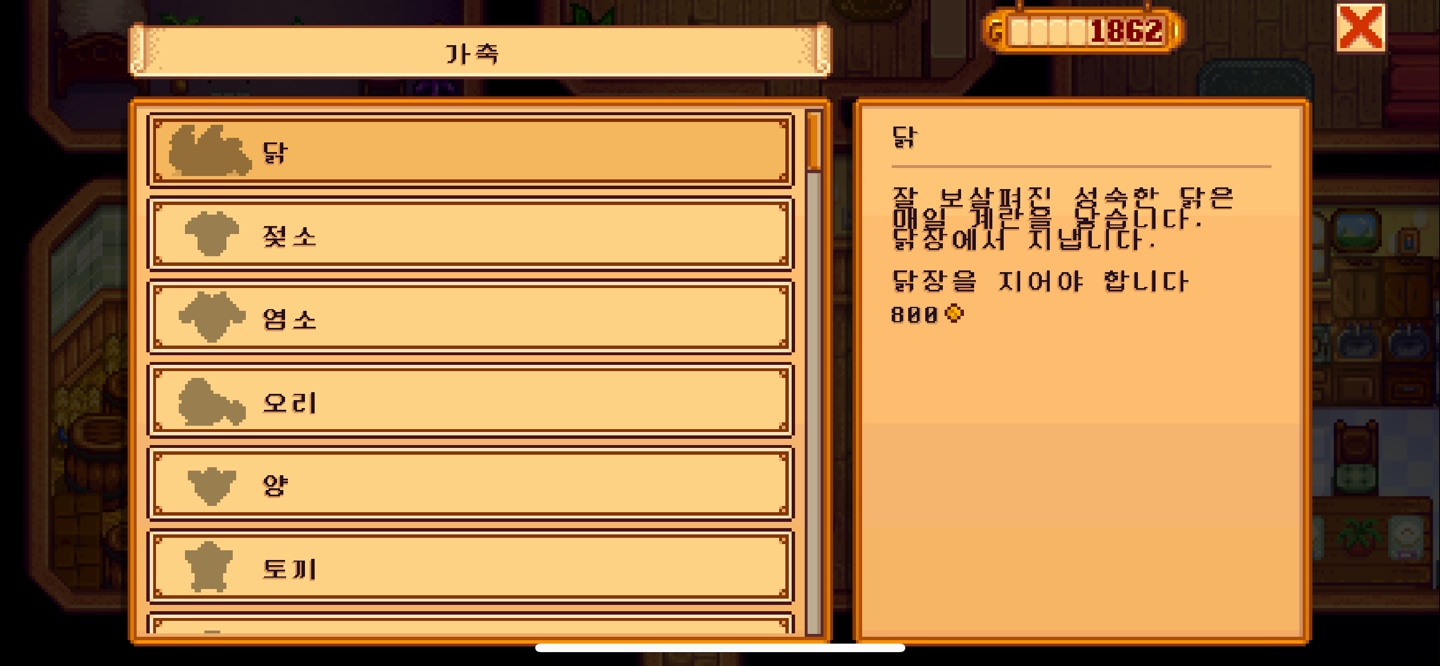 가축
1862
닭
젖소
염소
오리
양
토끼
닭
잘 보살펴진 성숙한 닭은
매일 계란을 낳습니다.
닭장에서 지냅니다.
닭장을 지어야 합니다
800